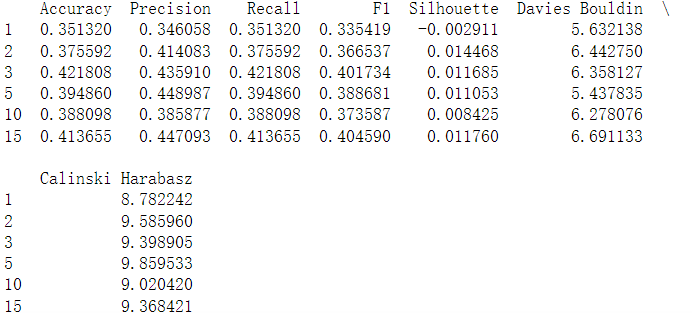 Accuracy Precision Recall F1 Silhouette Davies Bouldin \
1 0.351320 0.346058 0.351320 0.335419 -0.002911 5.632138
2 0.375592 0.414083 0.375592 0.366537 0.014468 6.442750
3 0.421808 0.435910 0.421808 0.401734 0.011685 6.358127
5 0.394860 0.448987 0.394860 0.388681 0.011053 5.437835
10 0.388098 0.385877 0.388098 0.373587 0.008425 6.278076
15 0.413655 0.447093 0.413655 0.404590 0.011760 6.691133
Calinski Harabasz
1 8.782242
2 9.585960
3 9.398905
5 9.859533
10 9.020420
15 9.368421